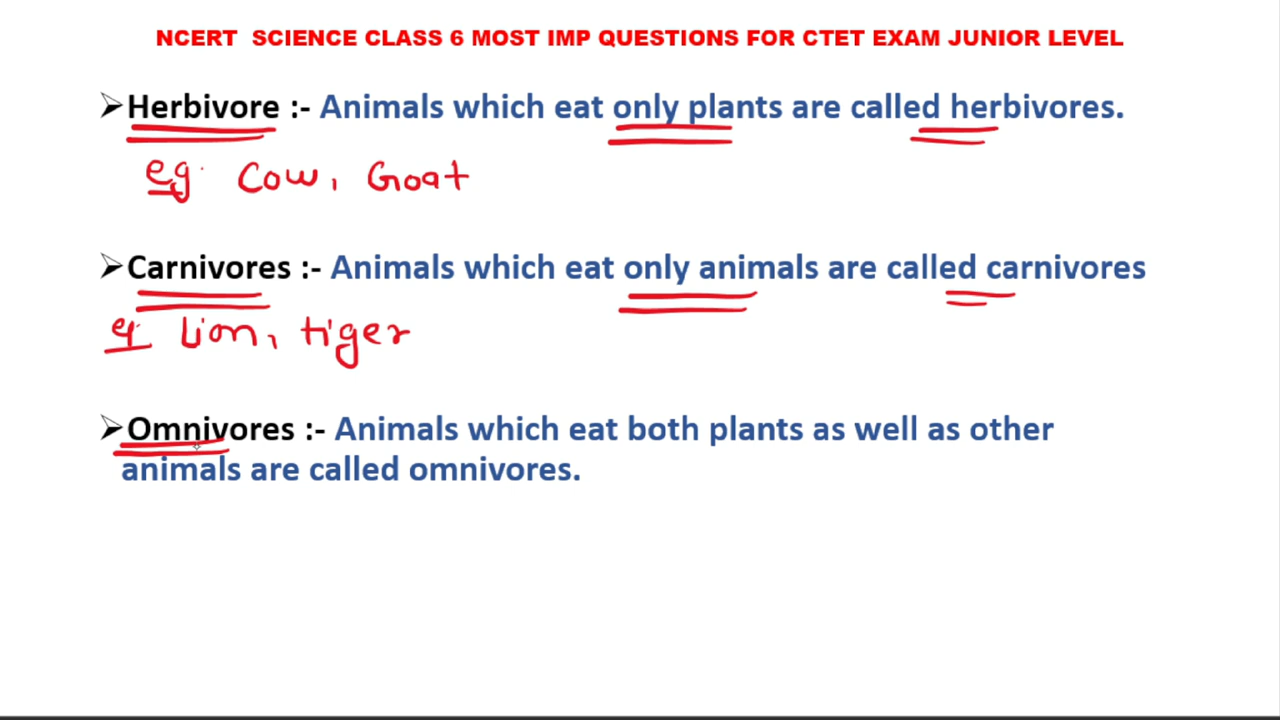 NCERT SCIENCE CLASS 6 MOST IMP QUESTIONS FOR CTET EXAM JUNIOR LEVEL
➢Herbivore :- Animals which eat only plants are called herbivores.
eg. Cow, Goat
➢Carnivores :- Animals which eat only animals are called carnivores
eg. Lion, tiger
➢Omnivores :- Animals which eat both plants as well as other
animals are called omnivores.